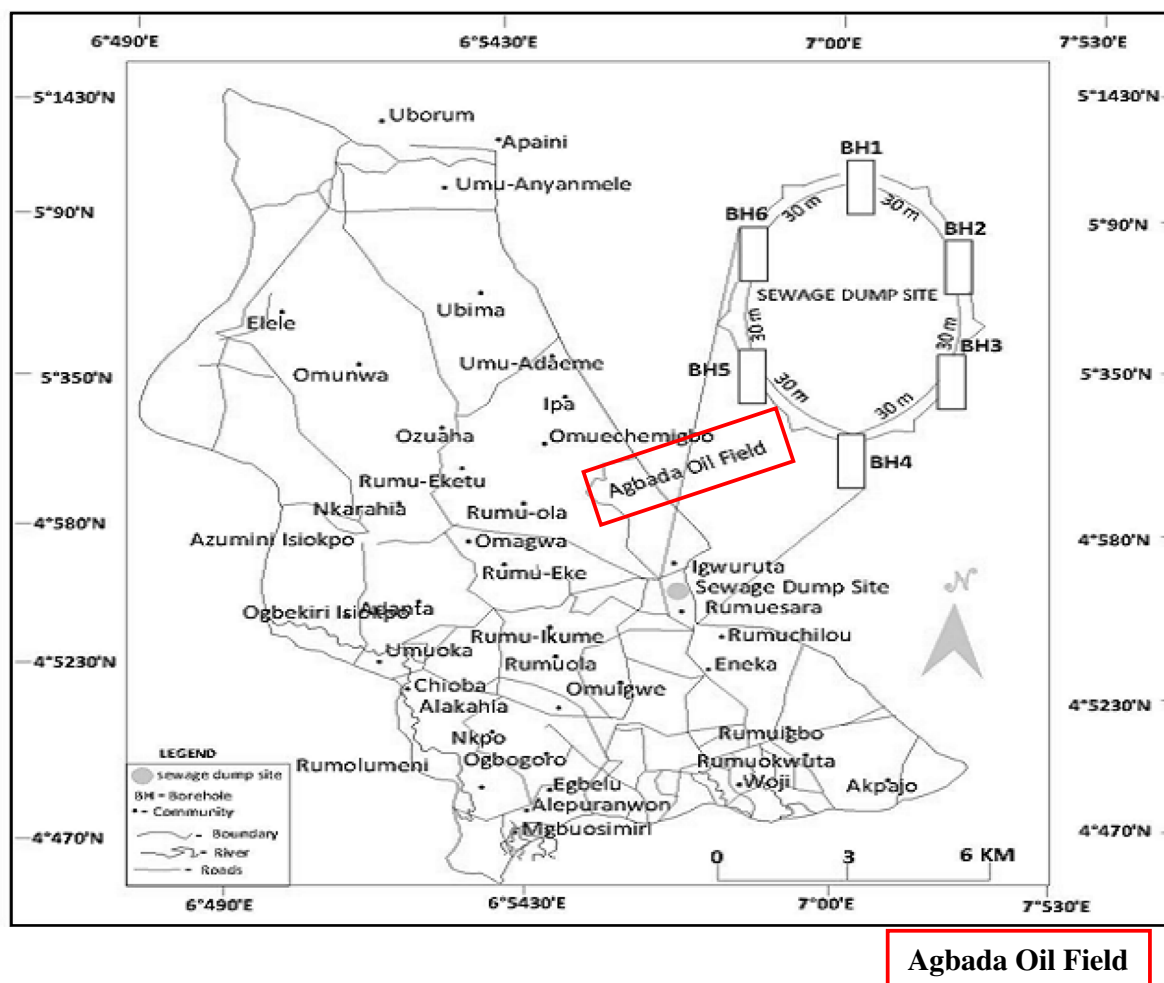 6°490'E 6°5430'E 7°00'E 7°530'E
5°1430'N 5°1430'N
Uborum
Apaini
BH1
Umu-Anyanmele
30 m 30 m
5°90'N 5°90'N
BH6 BH2
SEWAGE DUMP SITE
Ubima
Elele
30 m 30 m
BH3
Umu-Adaeme
BH5
5°350'N 5°350'N
Omunwa
30 m 30 m
Ipa
Ozuaha
Omuechemigbo
Agbada Oil Field
BH4
Rumu-Eketu
Nkarahia
Rumu-ola
4°580'N 4°580'N
Azumini Isiokpo
Omagwa
Igwuruta
Rumu-Eke
Sewage Dump Site
N
Ogbekiri Isiokpo
Adanta
Rumuesara
Rumu-Ikume
Rumuchilou
Umuoka
4°5230'N
Rumuola
Eneka
Chioba
Omuigwe
Alakahia
4°5230'N
Nkpo
Rumuigbo
LEGEND
Ogbogoro
Rumuokwuta
Rumolumeni
sewage dump site
Egbelu
Woji
Akpajo
BH - Borehole
- Community
Alepuranwon
- Boundary
Mgbuosimiri
4°470'N 4°470'N
- River
- Roads
0 3 6 KM
6°490'E 6°5430'E 7°00'E 7°530'E
Agbada Oil Field